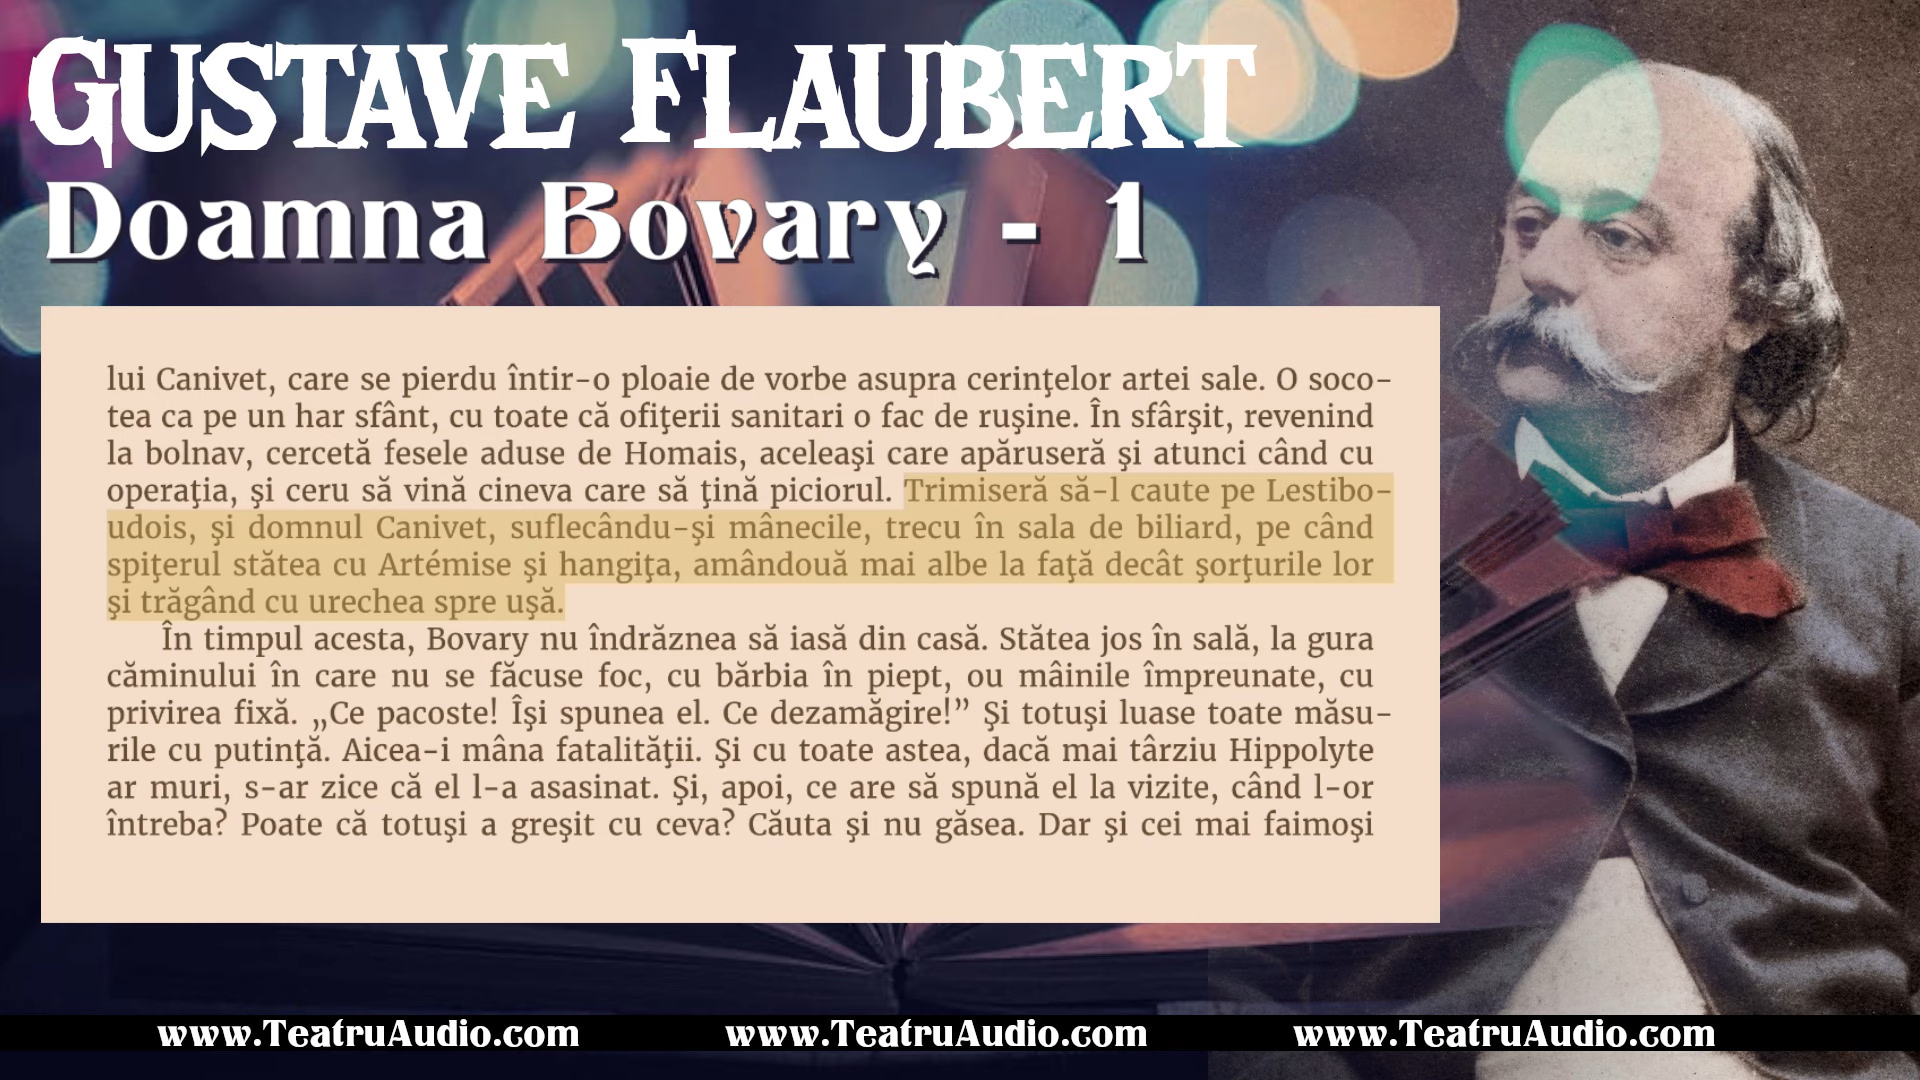 GUSTAVE FLAUBERT
Doamna Bovary - 1
lui Canivet, care se pierdu întir-o ploaie de vorbe asupra cerinţelor artei sale. O soco-
tea ca pe un har sfânt, cu toate că ofiţerii sanitari o fac de ruşine. În sfârşit, revenind
la bolnav, cercetă fesele aduse de Homais, aceleaşi care apăruseră şi atunci când cu
operaţia, şi ceru să vină cineva care să ţină piciorul. Trimiseră să-l caute pe Lestibo-
udois, şi domnul Canivet, suflecându-şi mânecile, trecu în sala de biliard, pe când
spiţerul stătea cu Artémise şi hangiţa, amândouă mai albe la faţă decât şorţurile lor
şi trăgând cu urechea spre uşă.
În timpul acesta, Bovary nu îndrăznea să iasă din casă. Stătea jos în sală, la gura
căminului în care nu se făcuse foc, cu bărbia în piept, ou mâinile împreunate, cu
privirea fixă. „Ce pacoste! Îşi spunea el. Ce dezamăgire!” Şi totuşi luase toate măsu-
rile cu putinţă. Aicea-i mâna fatalităţii. Şi cu toate astea, dacă mai târziu Hippolyte
ar muri, s-ar zice că el l-a asasinat. Şi, apoi, ce are să spună el la vizite, când l-or
întreba? Poate că totuşi a greşit cu ceva? Căuta şi nu găsea. Dar şi cei mai faimoşi
www.TeatruAudio.com www.TeatruAudio.com www.TeatruAudio.com